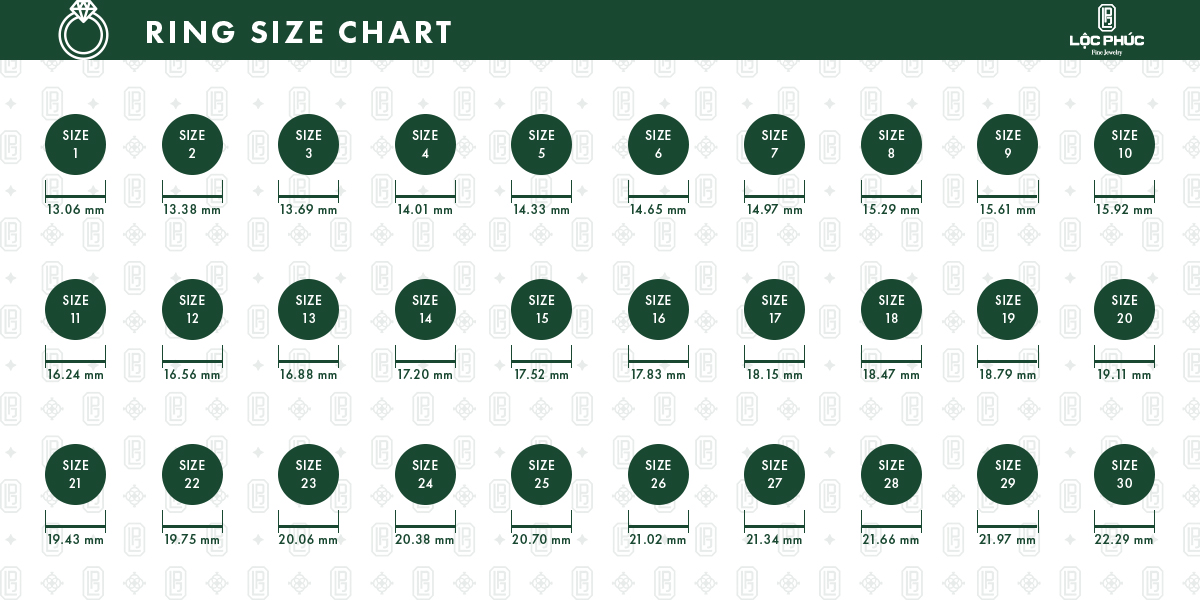 RING SIZE CHART
LỘC PHÚC
Fine Jewelry
SIZE 1
SIZE 2
SIZE 3
SIZE 4
SIZE 5
SIZE 6
SIZE 7
SIZE 8
SIZE 9
SIZE 10
13.06 mm
13.38 mm
13.69 mm
14.01 mm
14.33 mm
14.65 mm
14.97 mm
15.29 mm
15.61 mm
15.92 mm
SIZE 11
SIZE 12
SIZE 13
SIZE 14
SIZE 15
SIZE 16
SIZE 17
SIZE 18
SIZE 19
SIZE 20
16.24 mm
16.56 mm
16.88 mm
17.20 mm
17.52 mm
17.83 mm
18.15 mm
18.47 mm
18.79 mm
19.11 mm
SIZE 21
SIZE 22
SIZE 23
SIZE 24
SIZE 25
SIZE 26
SIZE 27
SIZE 28
SIZE 29
SIZE 30
19.43 mm
19.75 mm
20.06 mm
20.38 mm
20.70 mm
21.02 mm
21.34 mm
21.66 mm
21.97 mm
22.29 mm